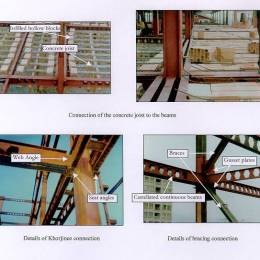 Infilled hollow blocks
Concrete joist
Connection of the concrete joist to the beams
Web Angle
Seat angles
Braces
Gusset plates
Castellated continuous beams
Details of Khorjinee connection
Details of bracing connection